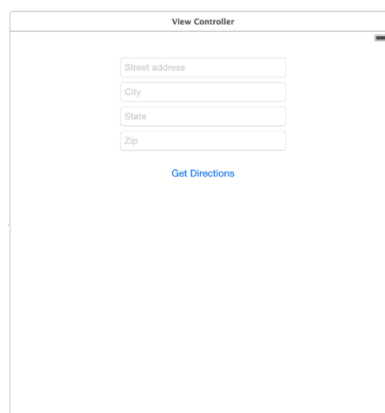 View Controller
Street address
City
State
Zip
Get Directions